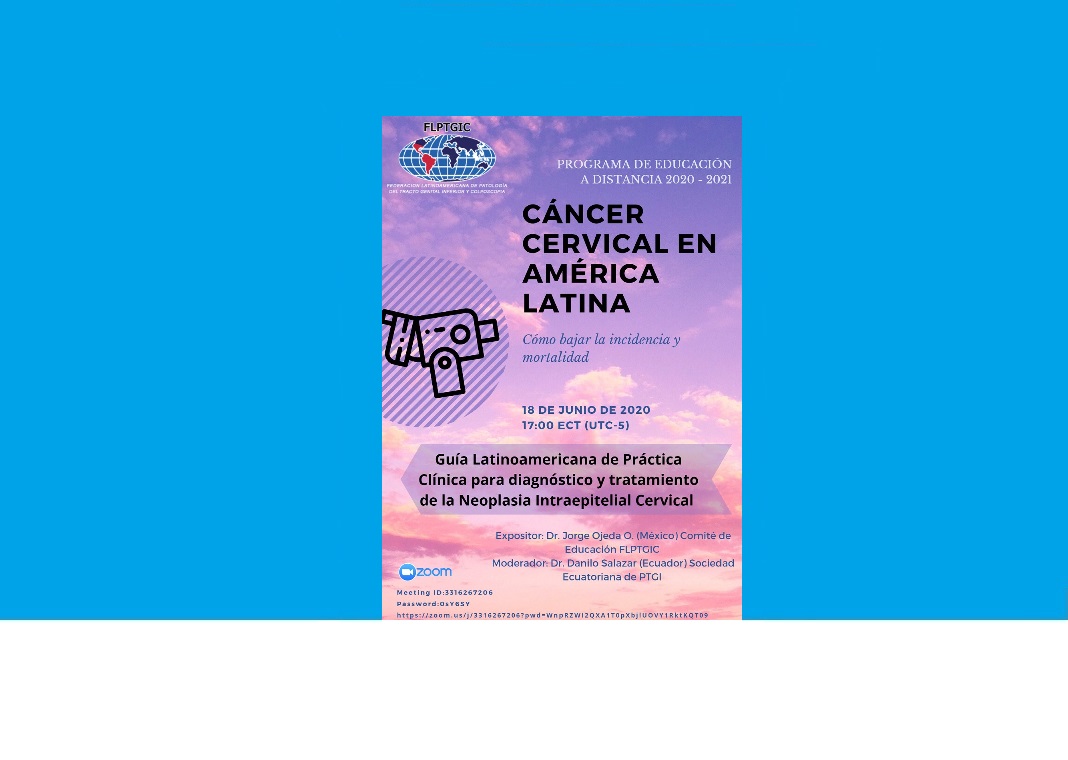 FLPTGIC
FEDERACION LATINOAMERICANA DE PATOLOGÍA
DEL TRACTO GENITAL INFERIOR Y COLPOSCOPIA
PROGRAMA DE EDUCACIÓN
A DISTANCIA 2020 - 2021
CÁNCER
CERVICAL EN
AMÉRICA
LATINA
Cómo bajar la incidencia y
mortalidad
18 DE JUNIO DE 2020
17:00 ECT (UTC-5)
Guía Latinoamericana de Práctica
Clínica para diagnóstico y tratamiento
de la Neoplasia Intraepitelial Cervical
Expositor: Dr. Jorge Ojeda O. (México) Comité de
Educación FLPTGIC
Moderador: Dr. Danilo Salazar (Ecuador) Sociedad
Ecuatoriana de PTGI
zoom
Meeting ID:3316267206